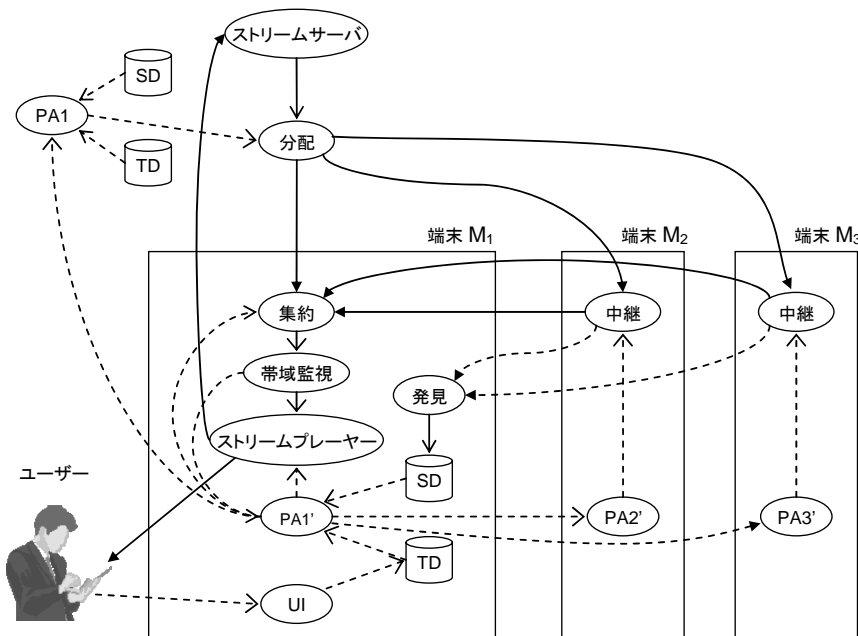 ストリームサーバ
SD
PA1
TD
分配
端末 M₁
端末 M₂
端末 M₃
集約
中継
中継
帯域監視
発見
ストリームプレーヤー
ユーザー
SD
PA1'
PA2'
PA3'
TD
UI